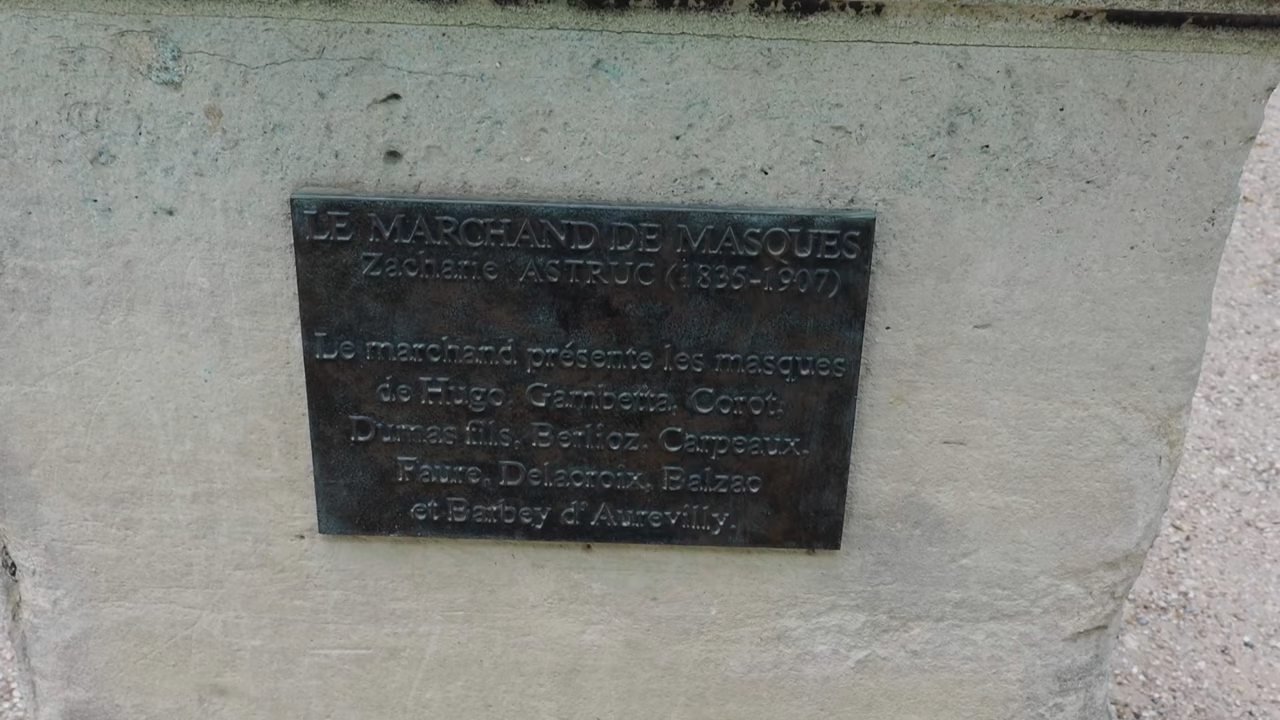 LE MARCHAND DE MASQUES
Zacharie ASTRUC (1835-1907)
Le marchand présente les masques
de Hugo, Gambetta, Corot,
Dumas fils, Berlioz, Carpeaux,
Faure, Delacroix, Balzac
et Barbey d'Aurevilly.